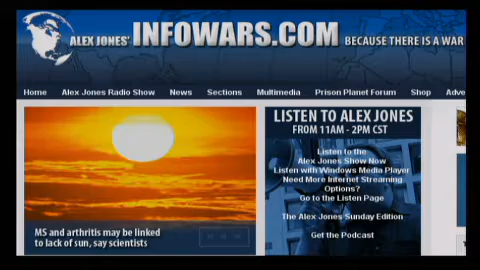 ALEX JONES' INFOWARS.COM BECAUSE THERE IS A WAR
Home Alex Jones Radio Show News Sections Multimedia Prison Planet Forum Shop Adve
LISTEN TO ALEX JONES
FROM 11AM - 2PM CST
Listen to the
Alex Jones Show Now
Listen with Windows Media Player
Need More Internet Streaming
Options?
Go to the Listen Page
The Alex Jones Sunday Edition
Get the Podcast
MS and arthritis may be linked
to lack of sun, say scientists